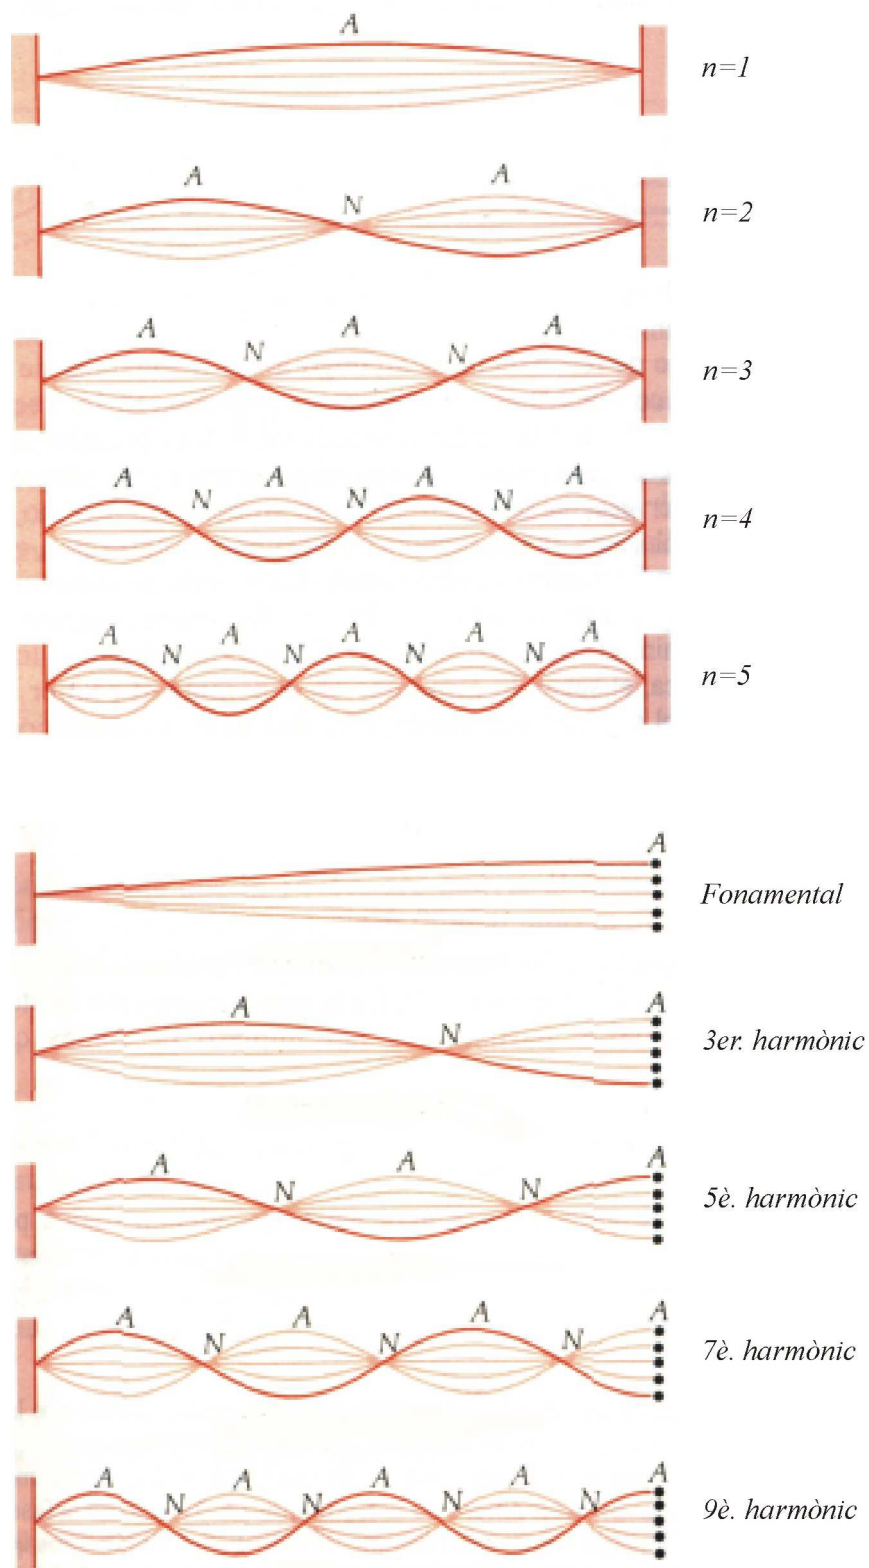 A
n=1
A N A
n=2
A N A N A
n=3
A N A N A N A
n=4
A N A N A N A N A
n=5
A
Fonamental
A N A
3er. harmònic
A N A N A
5è. harmònic
A N A N A N A
7è. harmònic
A N A N A N A N A
9è. harmònic